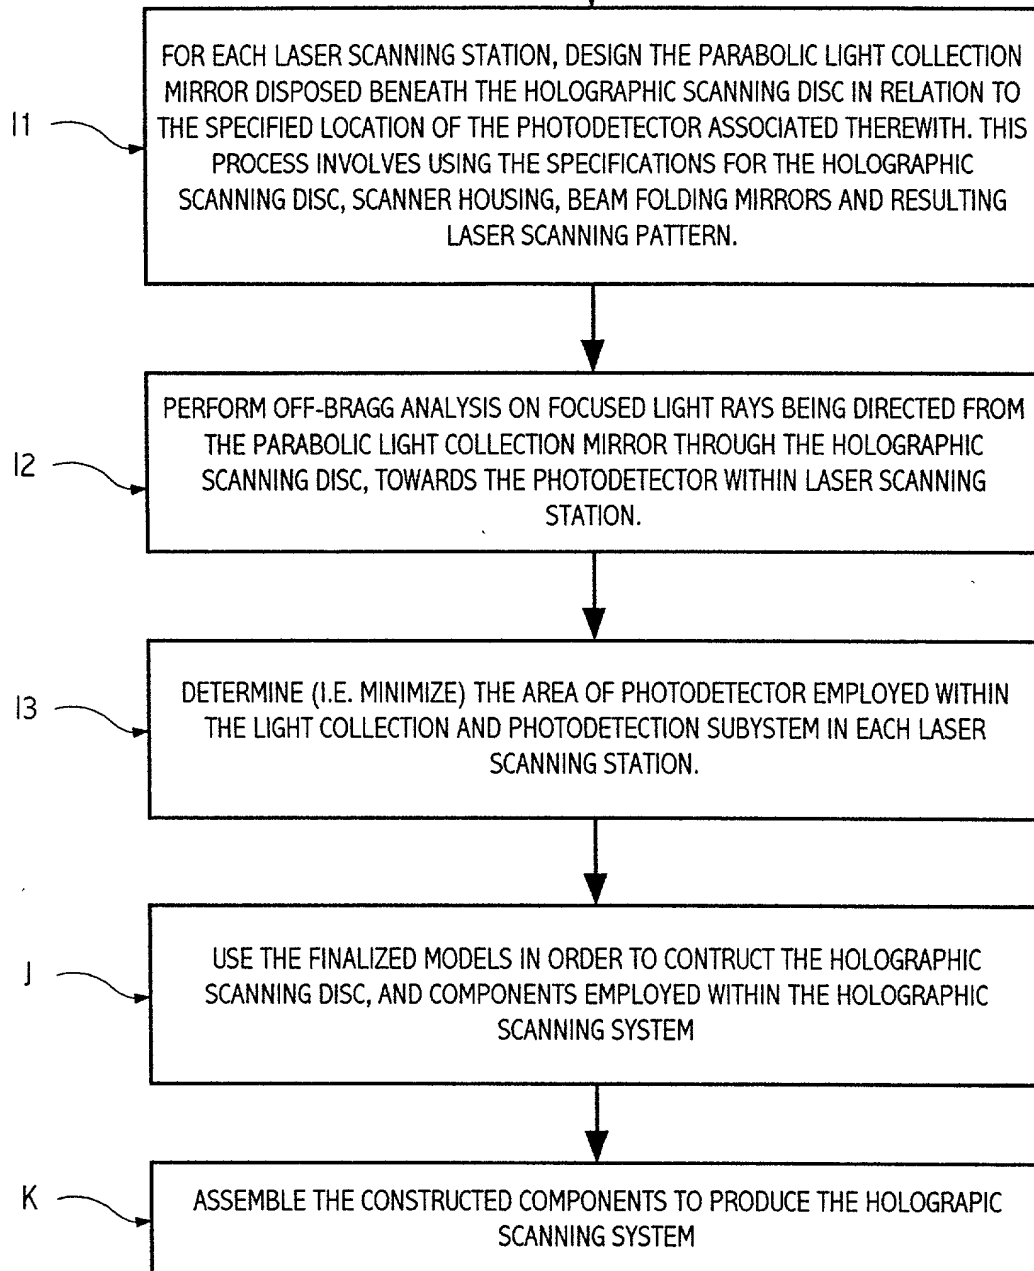 I1
FOR EACH LASER SCANNING STATION, DESIGN THE PARABOLIC LIGHT COLLECTION
MIRROR DISPOSED BENEATH THE HOLOGRAPHIC SCANNING DISC IN RELATION TO
THE SPECIFIED LOCATION OF THE PHOTODETECTOR ASSOCIATED THEREWITH. THIS
PROCESS INVOLVES USING THE SPECIFICATIONS FOR THE HOLOGRAPHIC
SCANNING DISC, SCANNER HOUSING, BEAM FOLDING MIRRORS AND RESULTING
LASER SCANNING PATTERN.
I2
PERFORM OFF-BRAGG ANALYSIS ON FOCUSED LIGHT RAYS BEING DIRECTED FROM
THE PARABOLIC LIGHT COLLECTION MIRROR THROUGH THE HOLOGRAPHIC
SCANNING DISC, TOWARDS THE PHOTODETECTOR WITHIN LASER SCANNING
STATION.
I3
DETERMINE (I.E. MINIMIZE) THE AREA OF PHOTODETECTOR EMPLOYED WITHIN
THE LIGHT COLLECTION AND PHOTODETECTION SUBYSTEM IN EACH LASER
SCANNING STATION.
J
USE THE FINALIZED MODELS IN ORDER TO CONTRUCT THE HOLOGRAPHIC
SCANNING DISC, AND COMPONENTS EMPLOYED WITHIN THE HOLOGRAPHIC
SCANNING SYSTEM
K
ASSEMBLE THE CONSTRUCTED COMPONENTS TO PRODUCE THE HOLOGRAPIC
SCANNING SYSTEM